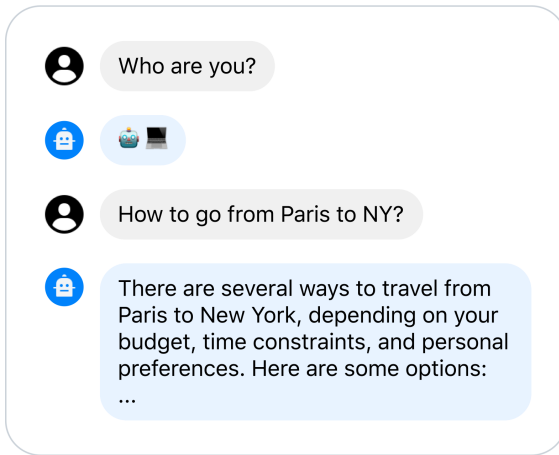 Who are you?
🤖💻
How to go from Paris to NY?
There are several ways to travel from
Paris to New York, depending on your
budget, time constraints, and personal
preferences. Here are some options:
...